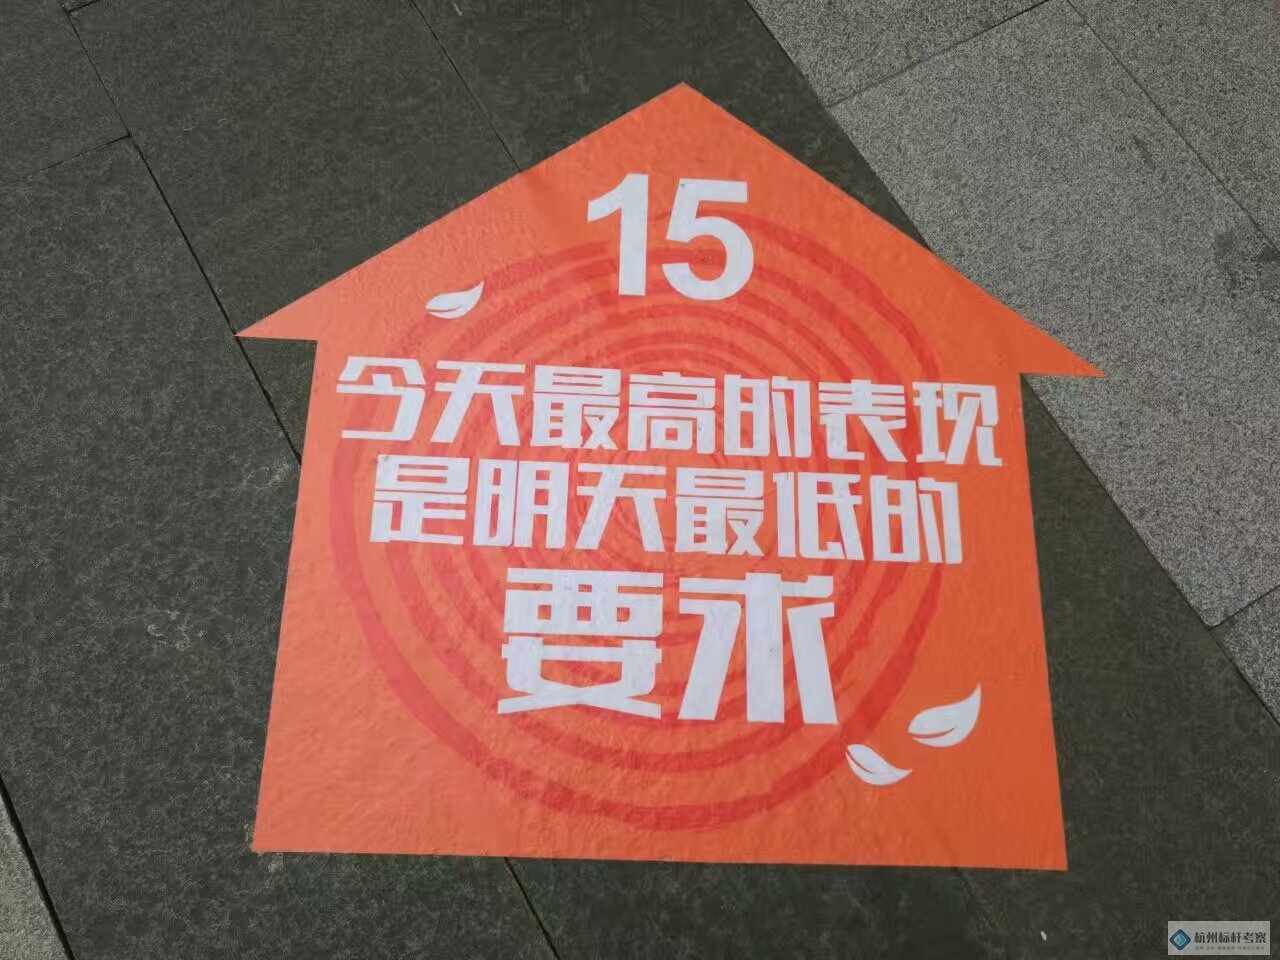 15
今天最高的表现
是明天最低的
要求
杭州标杆考察